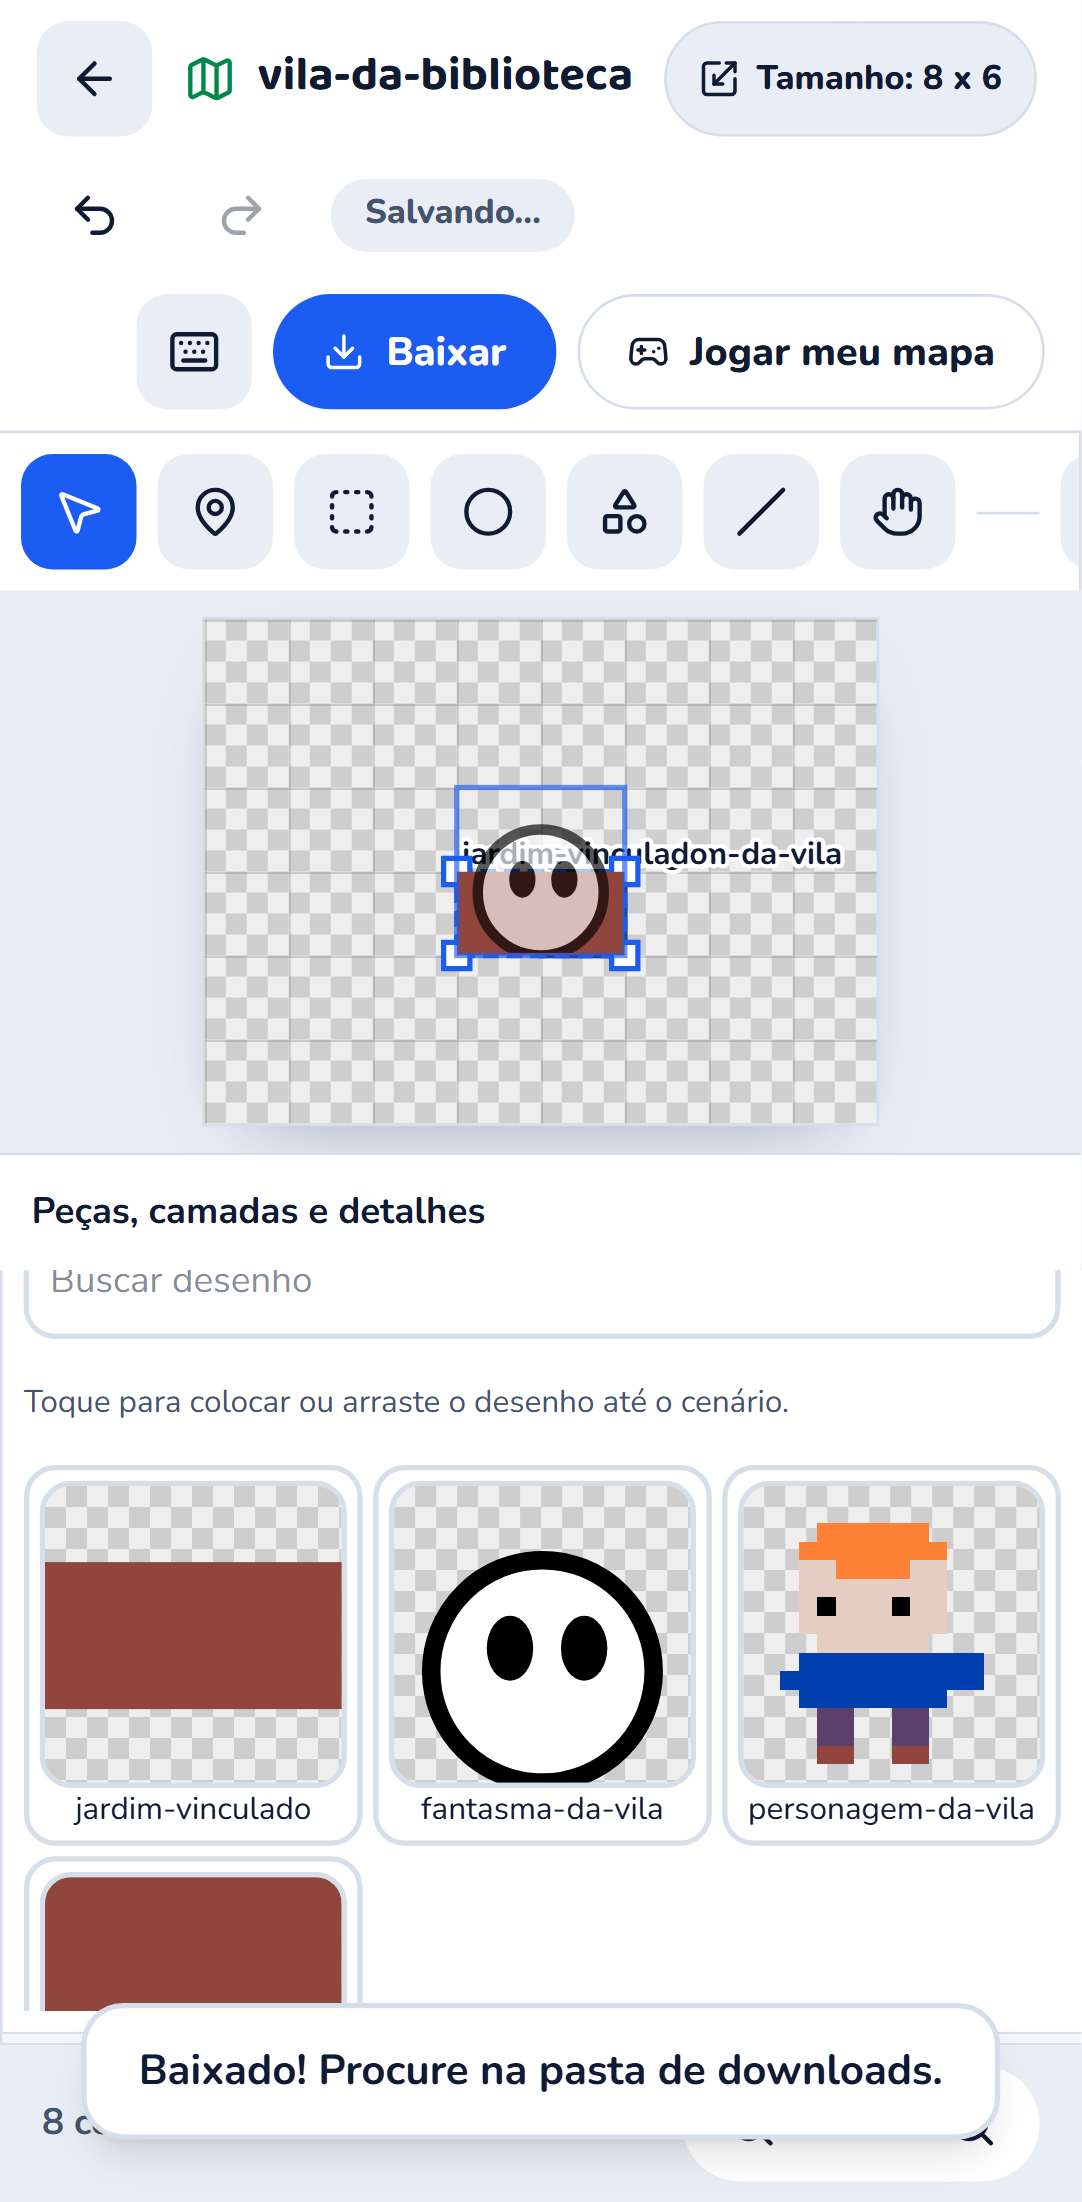 vila-da-biblioteca
Tamanho: 8 x 6
Salvando...
Baixar
Jogar meu mapa
Peças, camadas e detalhes
Buscar desenho
Toque para colocar ou arraste o desenho até o cenário.
jardim-vinculado
fantasma-da-vila
personagem-da-vila
Baixado! Procure na pasta de downloads.
8